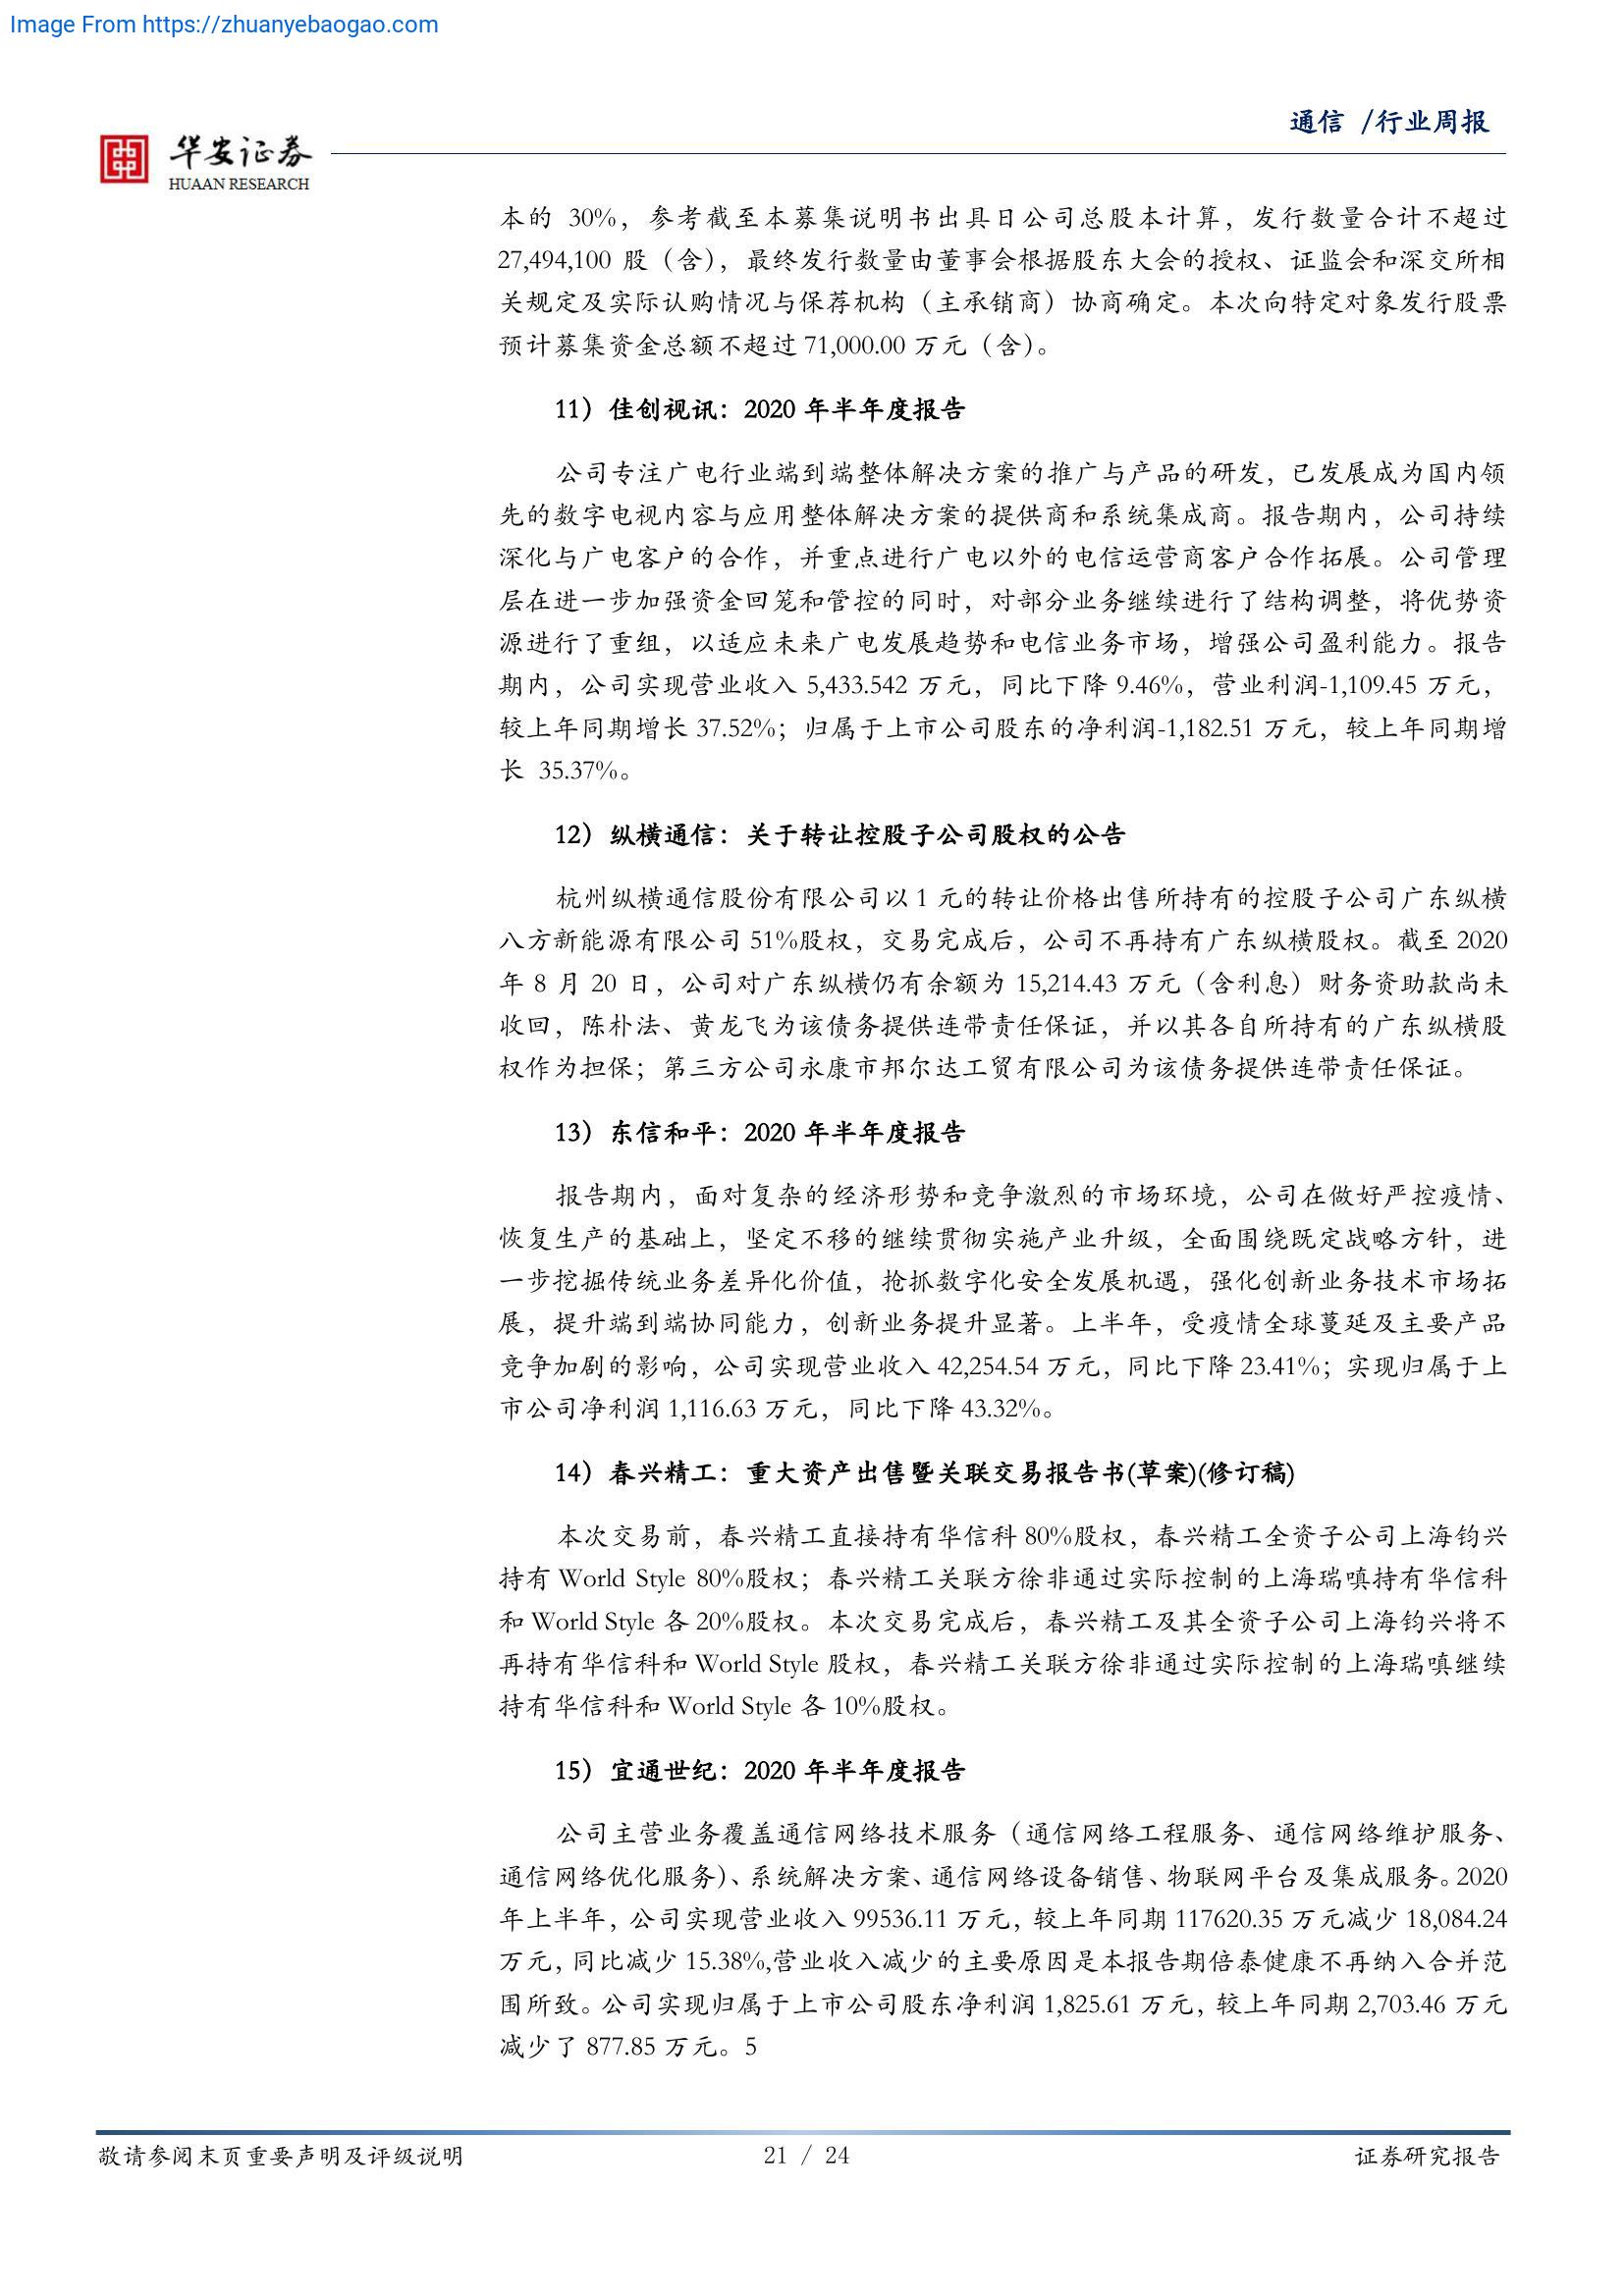 Image From https://zhuanyebaogao.com
通信 /行业周报
华安证券
HUAAN RESEARCH
本的 30%，参考截至本募集说明书出具日公司总股本计算，发行数量合计不超过
27,494,100 股（含），最终发行数量由董事会根据股东大会的授权、证监会和深交所相
关规定及实际认购情况与保荐机构（主承销商）协商确定。本次向特定对象发行股票
预计募集资金总额不超过 71,000.00 万元（含）。
11）佳创视讯：2020 年半年度报告
公司专注广电行业端到端整体解决方案的推广与产品的研发，已发展成为国内领
先的数字电视内容与应用整体解决方案的提供商和系统集成商。报告期内，公司持续
深化与广电客户的合作，并重点进行广电以外的电信运营商客户合作拓展。公司管理
层在进一步加强资金回笼和管控的同时，对部分业务继续进行了结构调整，将优势资
源进行了重组，以适应未来广电发展趋势和电信业务市场，增强公司盈利能力。报告
期内，公司实现营业收入 5,433.542 万元，同比下降 9.46%，营业利润-1,109.45 万元，
较上年同期增长 37.52%；归属于上市公司股东的净利润-1,182.51 万元，较上年同期增
长 35.37%。
12）纵横通信：关于转让控股子公司股权的公告
杭州纵横通信股份有限公司以 1 元的转让价格出售所持有的控股子公司广东纵横
八方新能源有限公司 51%股权，交易完成后，公司不再持有广东纵横股权。截至 2020
年 8 月 20 日，公司对广东纵横仍有余额为 15,214.43 万元（含利息）财务资助款尚未
收回，陈朴法、黄龙飞为该债务提供连带责任保证，并以其各自所持有的广东纵横股
权作为担保；第三方公司永康市邦尔达工贸有限公司为该债务提供连带责任保证。
13）东信和平：2020 年半年度报告
报告期内，面对复杂的经济形势和竞争激烈的市场环境，公司在做好严控疫情、
恢复生产的基础上，坚定不移的继续贯彻实施产业升级，全面围绕既定战略方针，进
一步挖掘传统业务差异化价值，抢抓数字化安全发展机遇，强化创新业务技术市场拓
展，提升端到端协同能力，创新业务提升显著。上半年，受疫情全球蔓延及主要产品
竞争加剧的影响，公司实现营业收入 42,254.54 万元，同比下降 23.41%；实现归属于上
市公司净利润 1,116.63 万元，同比下降 43.32%。
14）春兴精工：重大资产出售暨关联交易报告书(草案)(修订稿)
本次交易前，春兴精工直接持有华信科 80%股权，春兴精工全资子公司上海钧兴
持有 World Style 80%股权；春兴精工关联方徐非通过实际控制的上海瑞嗔持有华信科
和 World Style 各 20%股权。本次交易完成后，春兴精工及其全资子公司上海钧兴将不
再持有华信科和 World Style 股权，春兴精工关联方徐非通过实际控制的上海瑞嗔继续
持有华信科和 World Style 各 10%股权。
15）宜通世纪：2020 年半年度报告
公司主营业务覆盖通信网络技术服务（通信网络工程服务、通信网络维护服务、
通信网络优化服务）、系统解决方案、通信网络设备销售、物联网平台及集成服务。2020
年上半年，公司实现营业收入 99536.11 万元，较上年同期 117620.35 万元减少 18,084.24
万元，同比减少 15.38%,营业收入减少的主要原因是本报告期倍泰健康不再纳入合并范
围所致。公司实现归属于上市公司股东净利润 1,825.61 万元，较上年同期 2,703.46 万元
减少了 877.85 万元。5
敬请参阅末页重要声明及评级说明
21 / 24
证券研究报告